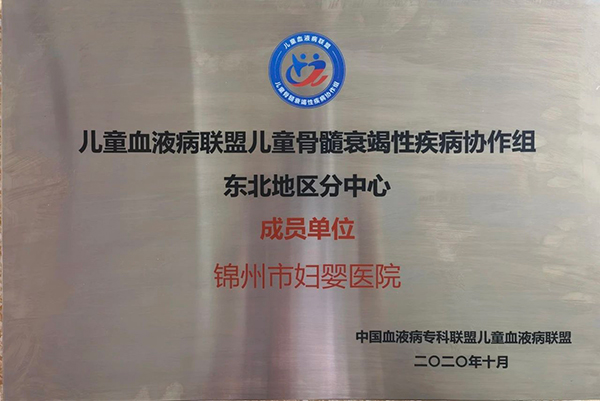 儿童血液病联盟
儿童骨髓衰竭性疾病协作组
儿童血液病联盟儿童骨髓衰竭性疾病协作组
东北地区分中心
成员单位
锦州市妇婴医院
中国血液病专科联盟儿童血液病联盟
二〇二〇年十月